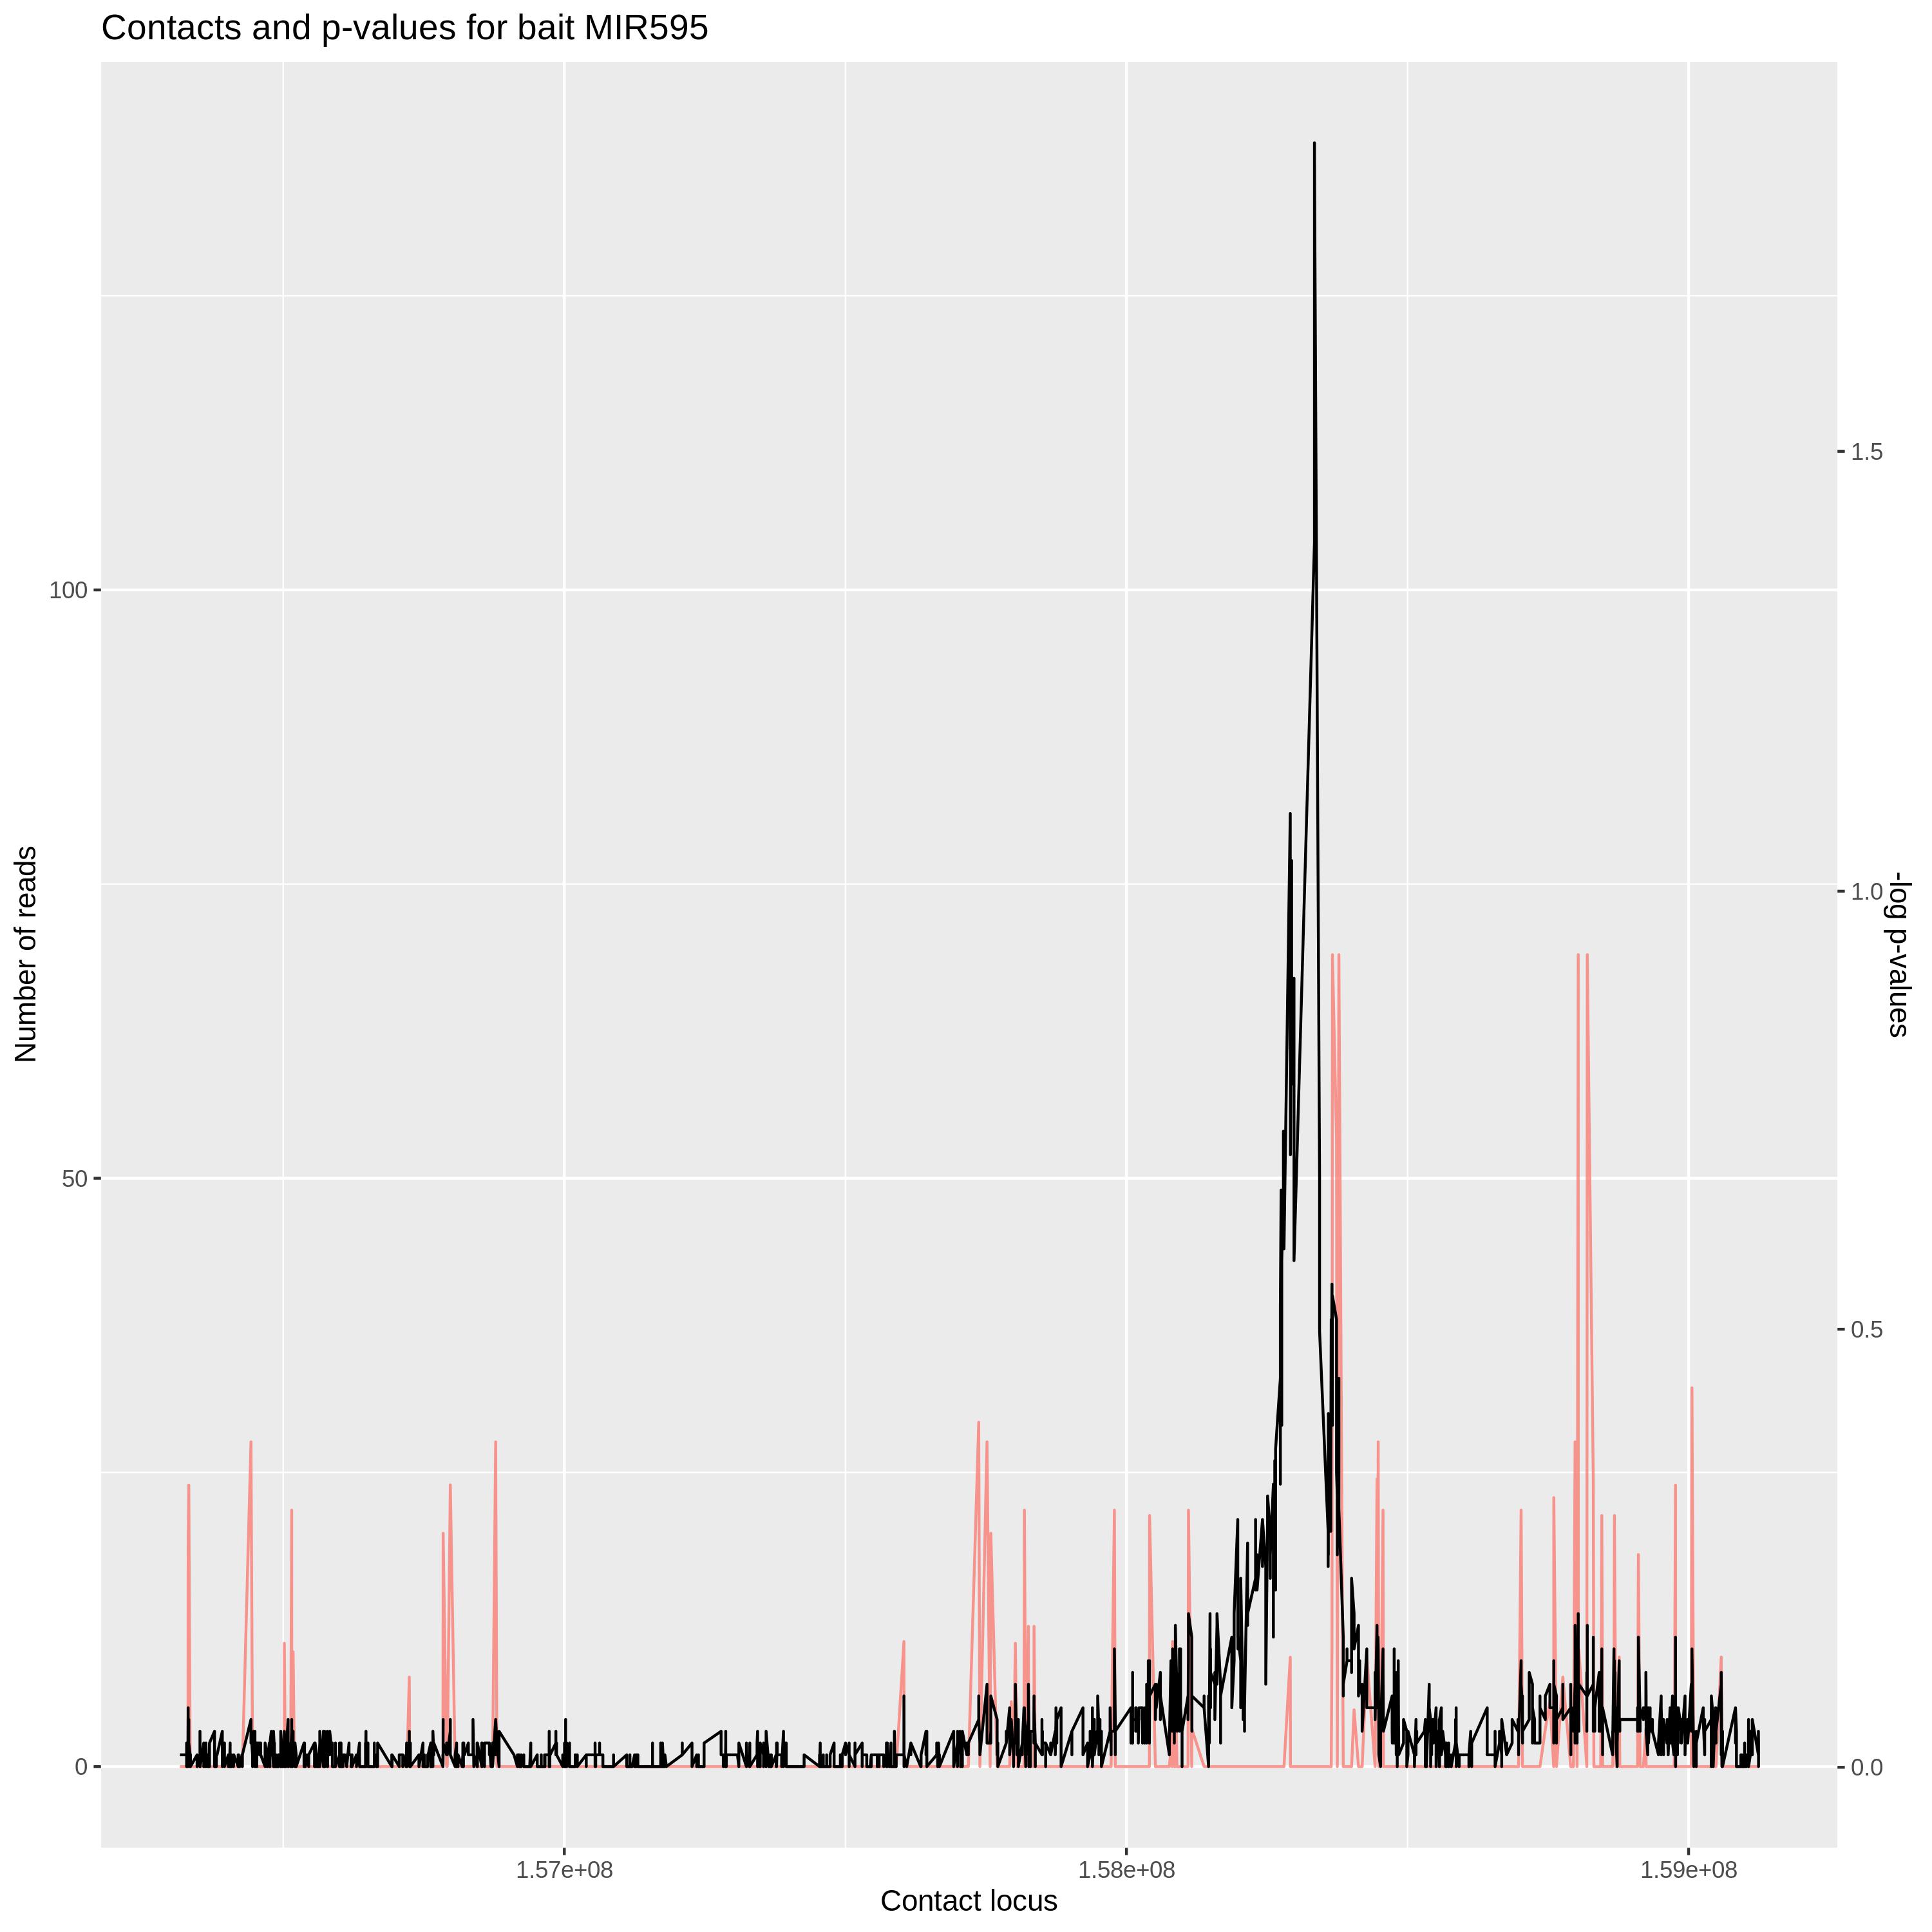 Contacts and p-values for bait MIR595
Number of reads
100
50
0
1.5
1.0
0.5
0.0
-log p-values
1.57e+08
1.58e+08
1.59e+08
Contact locus